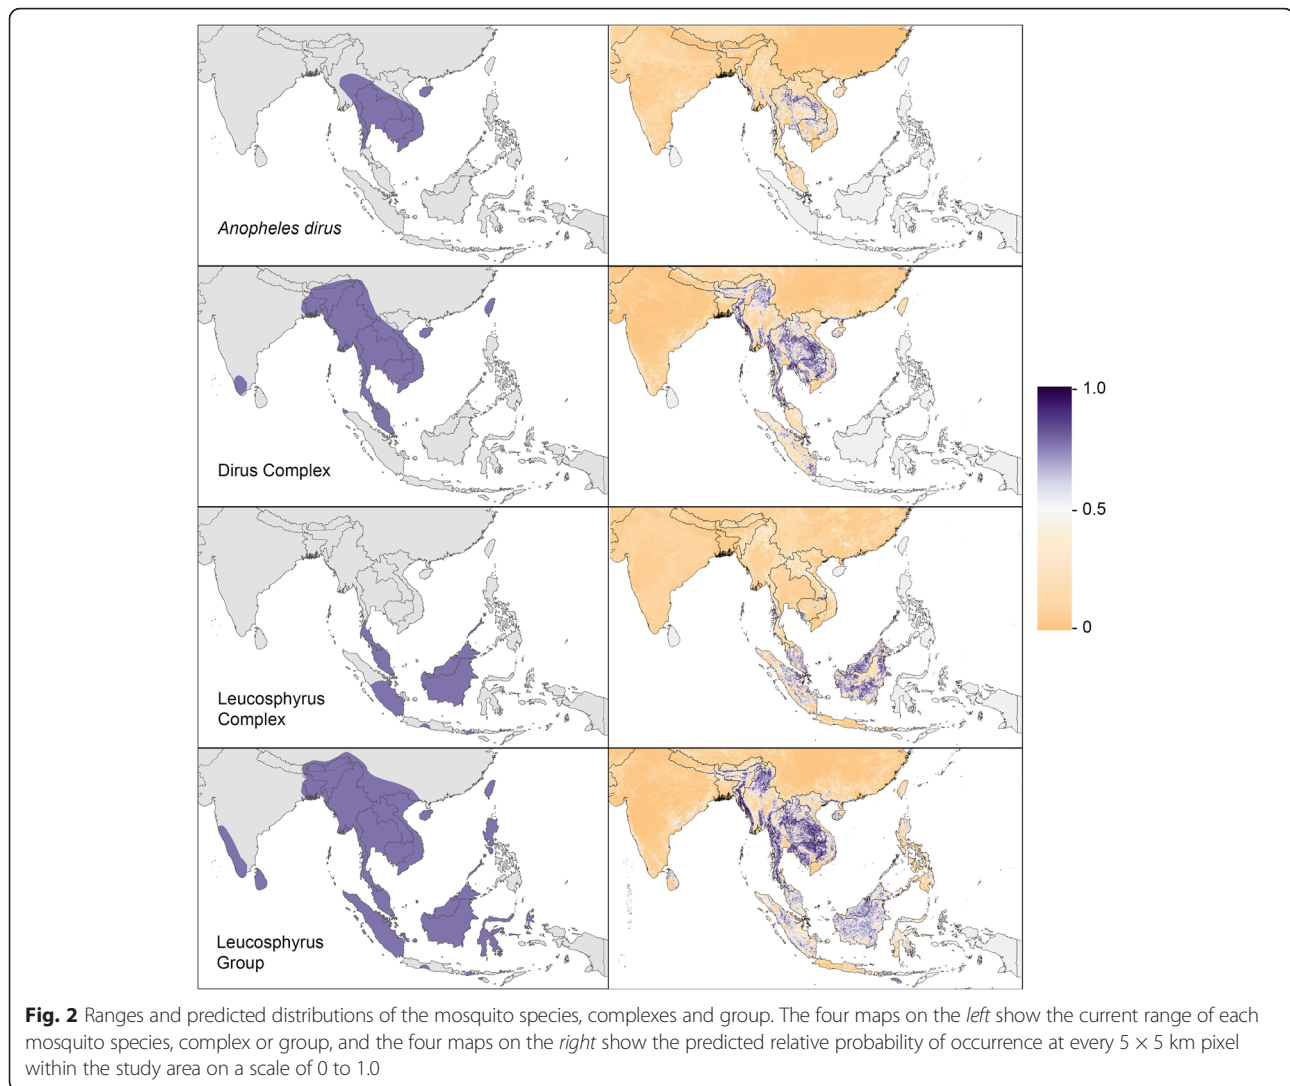 Anopheles dirus
Dirus Complex
Leucosphyrus
Complex
Leucosphyrus
Group
1.0
0.5
0
Fig. 2 Ranges and predicted distributions of the mosquito species, complexes and group. The four maps on the left show the current range of each
mosquito species, complex or group, and the four maps on the right show the predicted relative probability of occurrence at every 5 × 5 km pixel
within the study area on a scale of 0 to 1.0